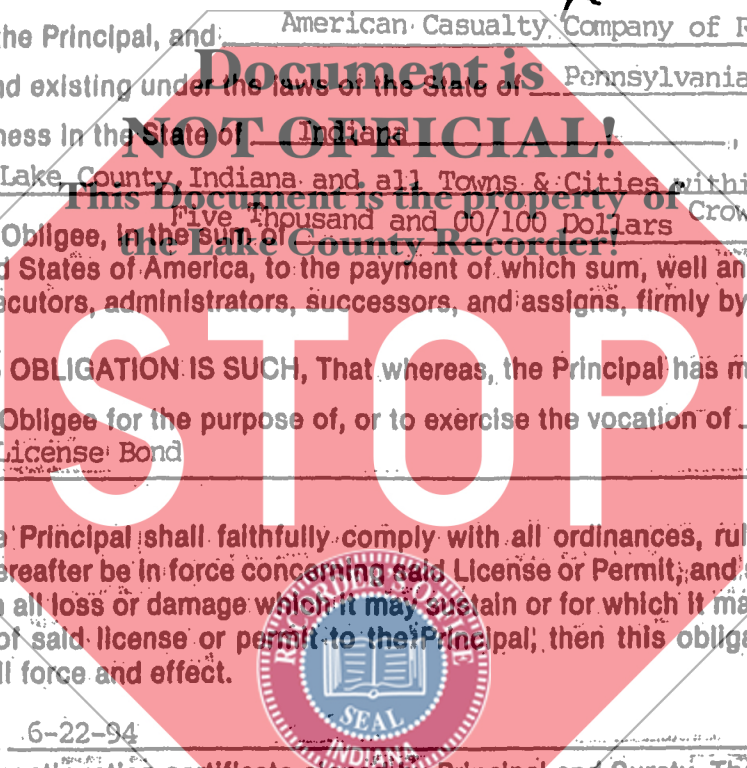 the Principal, and American Casualty Company of
Document is
nd existing under the laws of the State of Pennsylvania
NOT OFFICIAL!
ness in the State of Indiana ,
Lake County, Indiana and all Towns & Cities withi
This Document is the property of
Five Thousand and 00/100 Dollars Crow
Obligee, in the sum of
the Lake County Recorder!
d States of America, to the payment of which sum, well an
ecutors, administrators, successors, and assigns, firmly by
STOP
OBLIGATION IS SUCH, That whereas, the Principal has m
Obligee for the purpose of, or to exercise the vocation of
License Bond
e Principal shall faithfully comply with all ordinances, rul
ereafter be in force concerning said License or Permit, and
all loss or damage which it may sustain or for which it ma
of said license or permit to the Principal, then this obliga
ll force and effect.
SEAL
INDIANA
6-22-94
Principal and Surety. Th